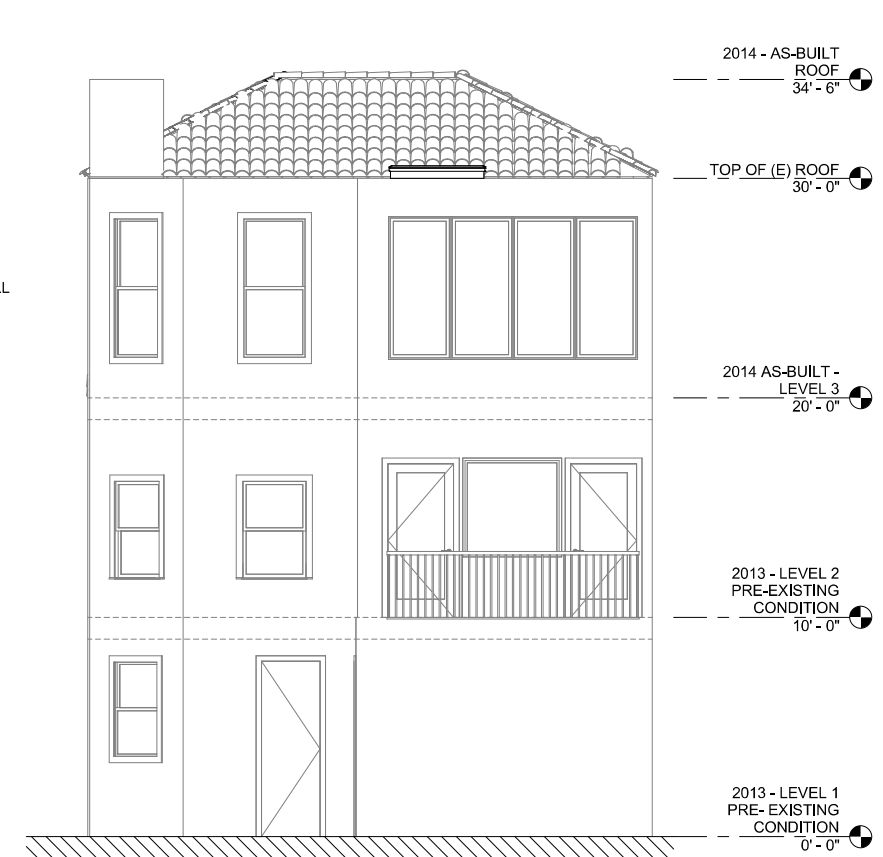 2014 - AS-BUILT
ROOF
34' - 6"
TOP OF (E) ROOF
30' - 0"
LL
2014 AS-BUILT -
LEVEL 3
20' - 0"
2013 - LEVEL 2
PRE-EXISTING
CONDITION
10' - 0"
2013 - LEVEL 1
PRE- EXISTING
CONDITION
0' - 0"